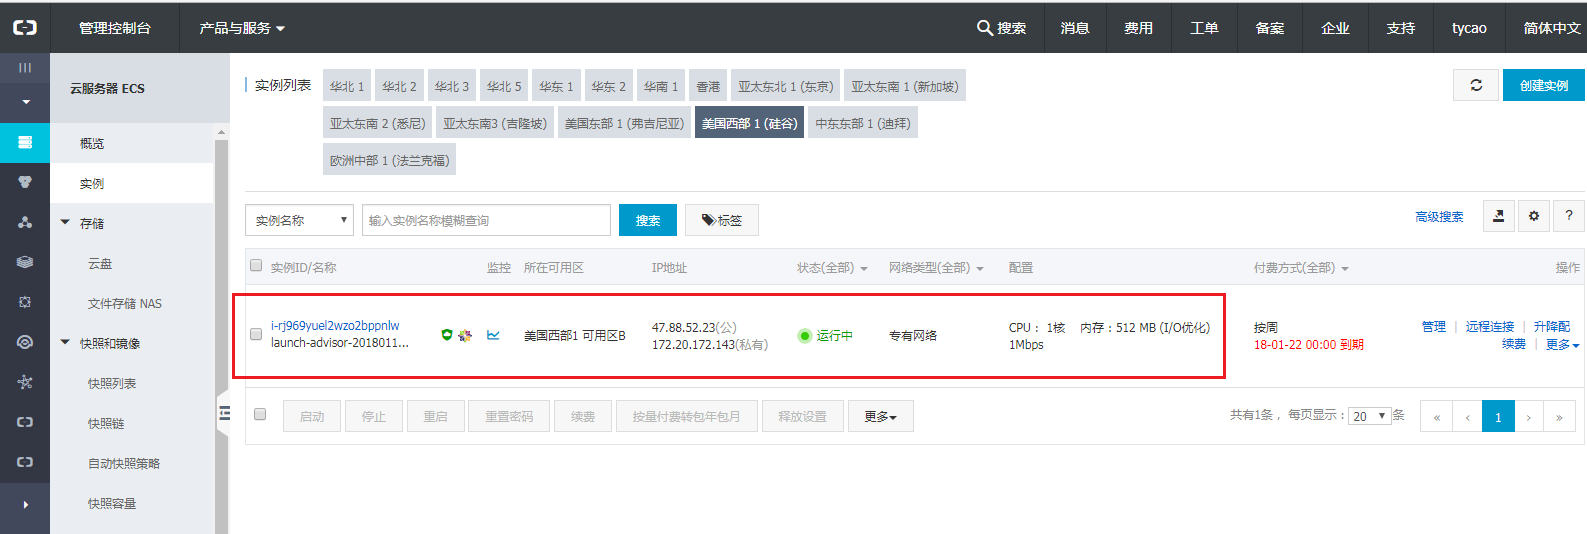 管理控制台 产品与服务 搜索 消息 费用 工单 备案 企业 支持 tycao 简体中文
云服务器 ECS
概览
实例
存储
云盘
文件存储 NAS
快照和镜像
快照列表
快照链
自动快照策略
快照容量
实例列表 华北 1 华北 2 华北 3 华北 5 华东 1 华东 2 华南 1 香港 亚太东北 1 (东京) 亚太东南 1 (新加坡) 创建实例
亚太东南 2 (悉尼) 亚太东南3 (吉隆坡) 美国东部 1 (弗吉尼亚) 美国西部 1 (硅谷) 中东东部 1 (迪拜)
欧洲中部 1 (法兰克福)
实例名称 输入实例名称模糊查询 搜索 标签 高级搜索 ?
实例ID/名称 监控 所在可用区 IP地址 状态(全部) 网络类型(全部) 配置 付费方式(全部) 操作
i-rj969yuel2wzo2bppnlw
launch-advisor-2018011...
美国西部1 可用区B
47.88.52.23(公)
172.20.172.143(私有)
运行中
专有网络
CPU： 1核 内存：512 MB (I/O优化)
1Mbps
按周
18-01-22 00:00 到期
管理 | 远程连接 | 升降配
续费 | 更多
启动 停止 重启 重置密码 续费 按量付费转包年包月 释放设置 更多 共有1条， 每页显示：20 条 « ‹ 1 › »